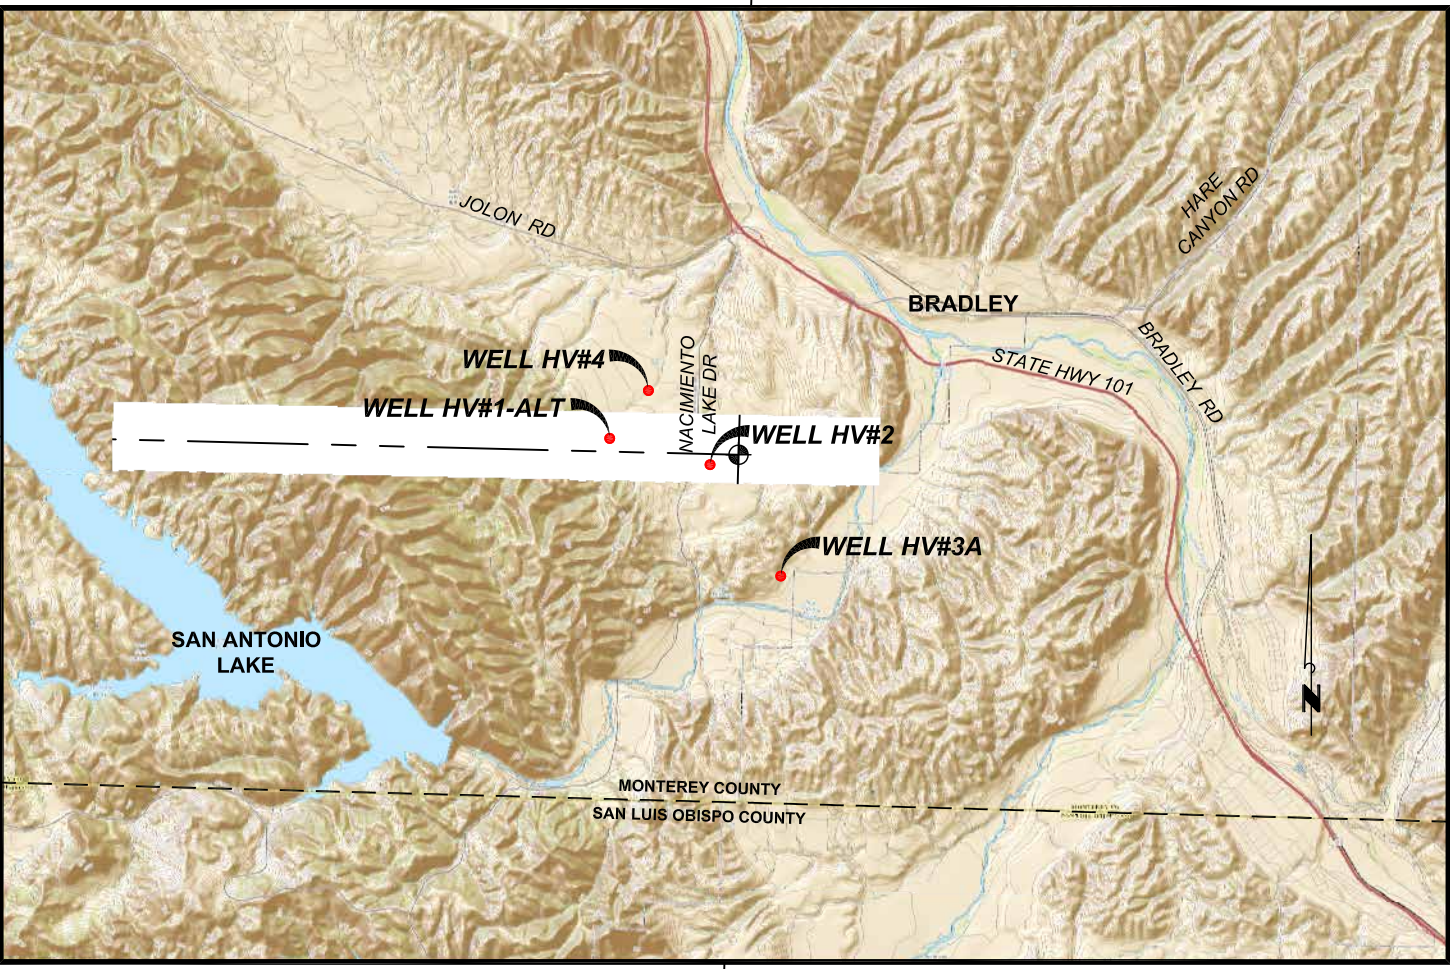 JOLON RD
HARE
CANYON RD
BRADLEY
BRADLEY RD
STATE HWY 101
NACIMIENTO
LAKE DR
WELL HV#4
WELL HV#1-ALT
WELL HV#2
WELL HV#3A
SAN ANTONIO
LAKE
N
MONTEREY COUNTY
SAN LUIS OBISPO COUNTY